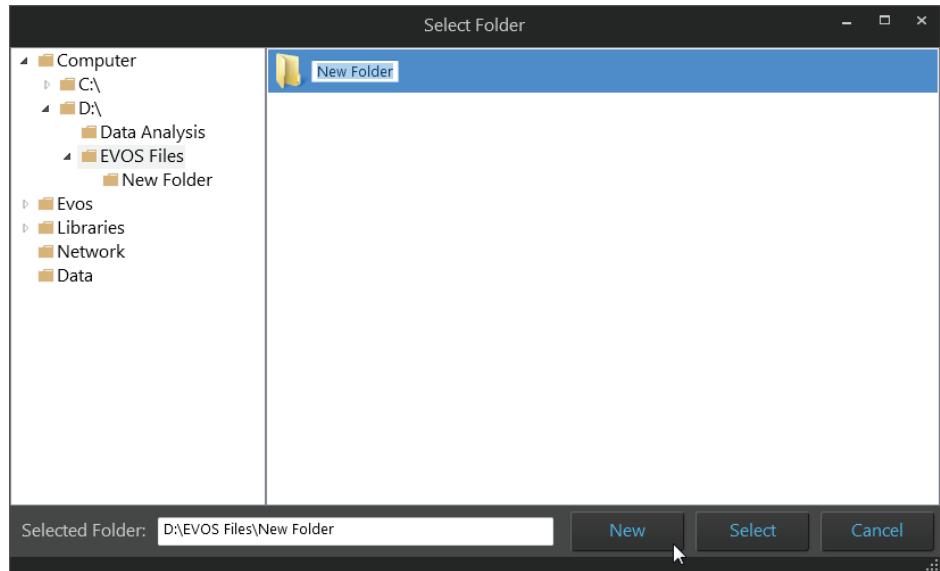 Select Folder
Computer
C:\
D:\
Data Analysis
EVOS Files
New Folder
Evos
Libraries
Network
Data
New Folder
Selected Folder: D:\EVOS Files\New Folder
New
Select
Cancel